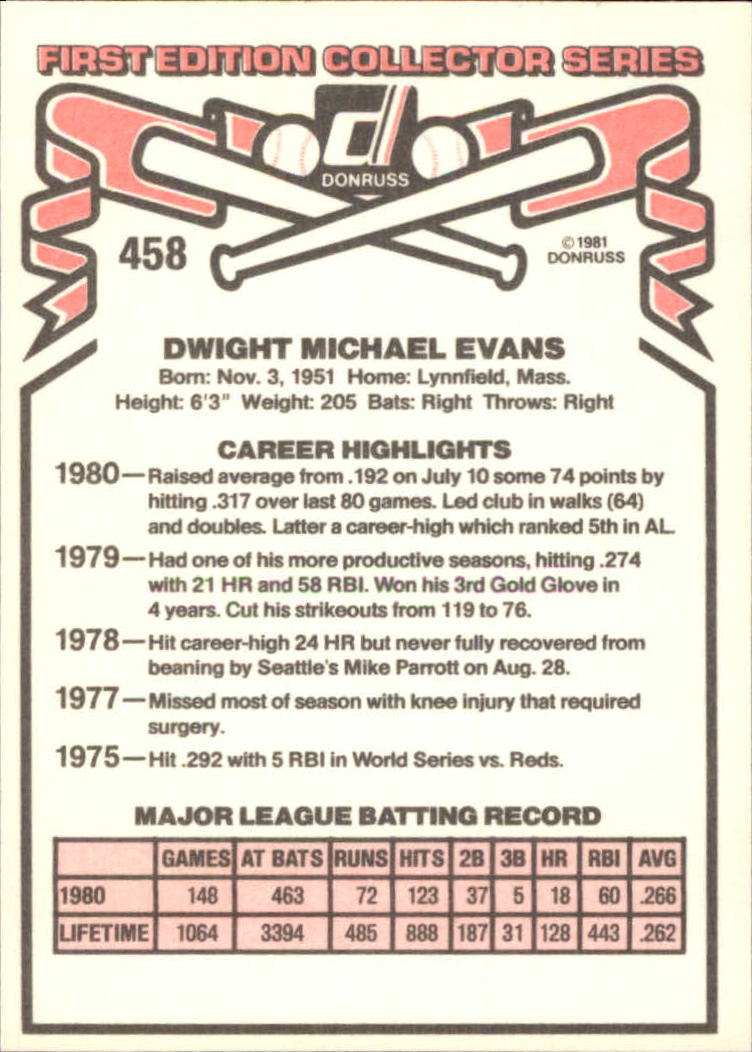 FIRST EDITION COLLECTOR SERIES
d
DONRUSS
458
©1981
DONRUSS
DWIGHT MICHAEL EVANS
Born: Nov. 3, 1951 Home: Lynnfield, Mass.
Height: 6'3" Weight: 205 Bats: Right Throws: Right
CAREER HIGHLIGHTS
1980—Raised average from .192 on July 10 some 74 points by
hitting .317 over last 80 games. Led club in walks (64)
and doubles. Latter a career-high which ranked 5th in AL.
1979—Had one of his more productive seasons, hitting .274
with 21 HR and 58 RBI. Won his 3rd Gold Glove in
4 years. Cut his strikeouts from 119 to 76.
1978—Hit career-high 24 HR but never fully recovered from
beaning by Seattle's Mike Parrott on Aug. 28.
1977—Missed most of season with knee injury that required
surgery.
1975—Hit .292 with 5 RBI in World Series vs. Reds.
MAJOR LEAGUE BATTING RECORD
GAMES AT BATS RUNS HITS 2B 3B HR RBI AVG
1980 148 463 72 123 37 5 18 60 .266
LIFETIME 1064 3394 485 888 187 31 128 443 .262